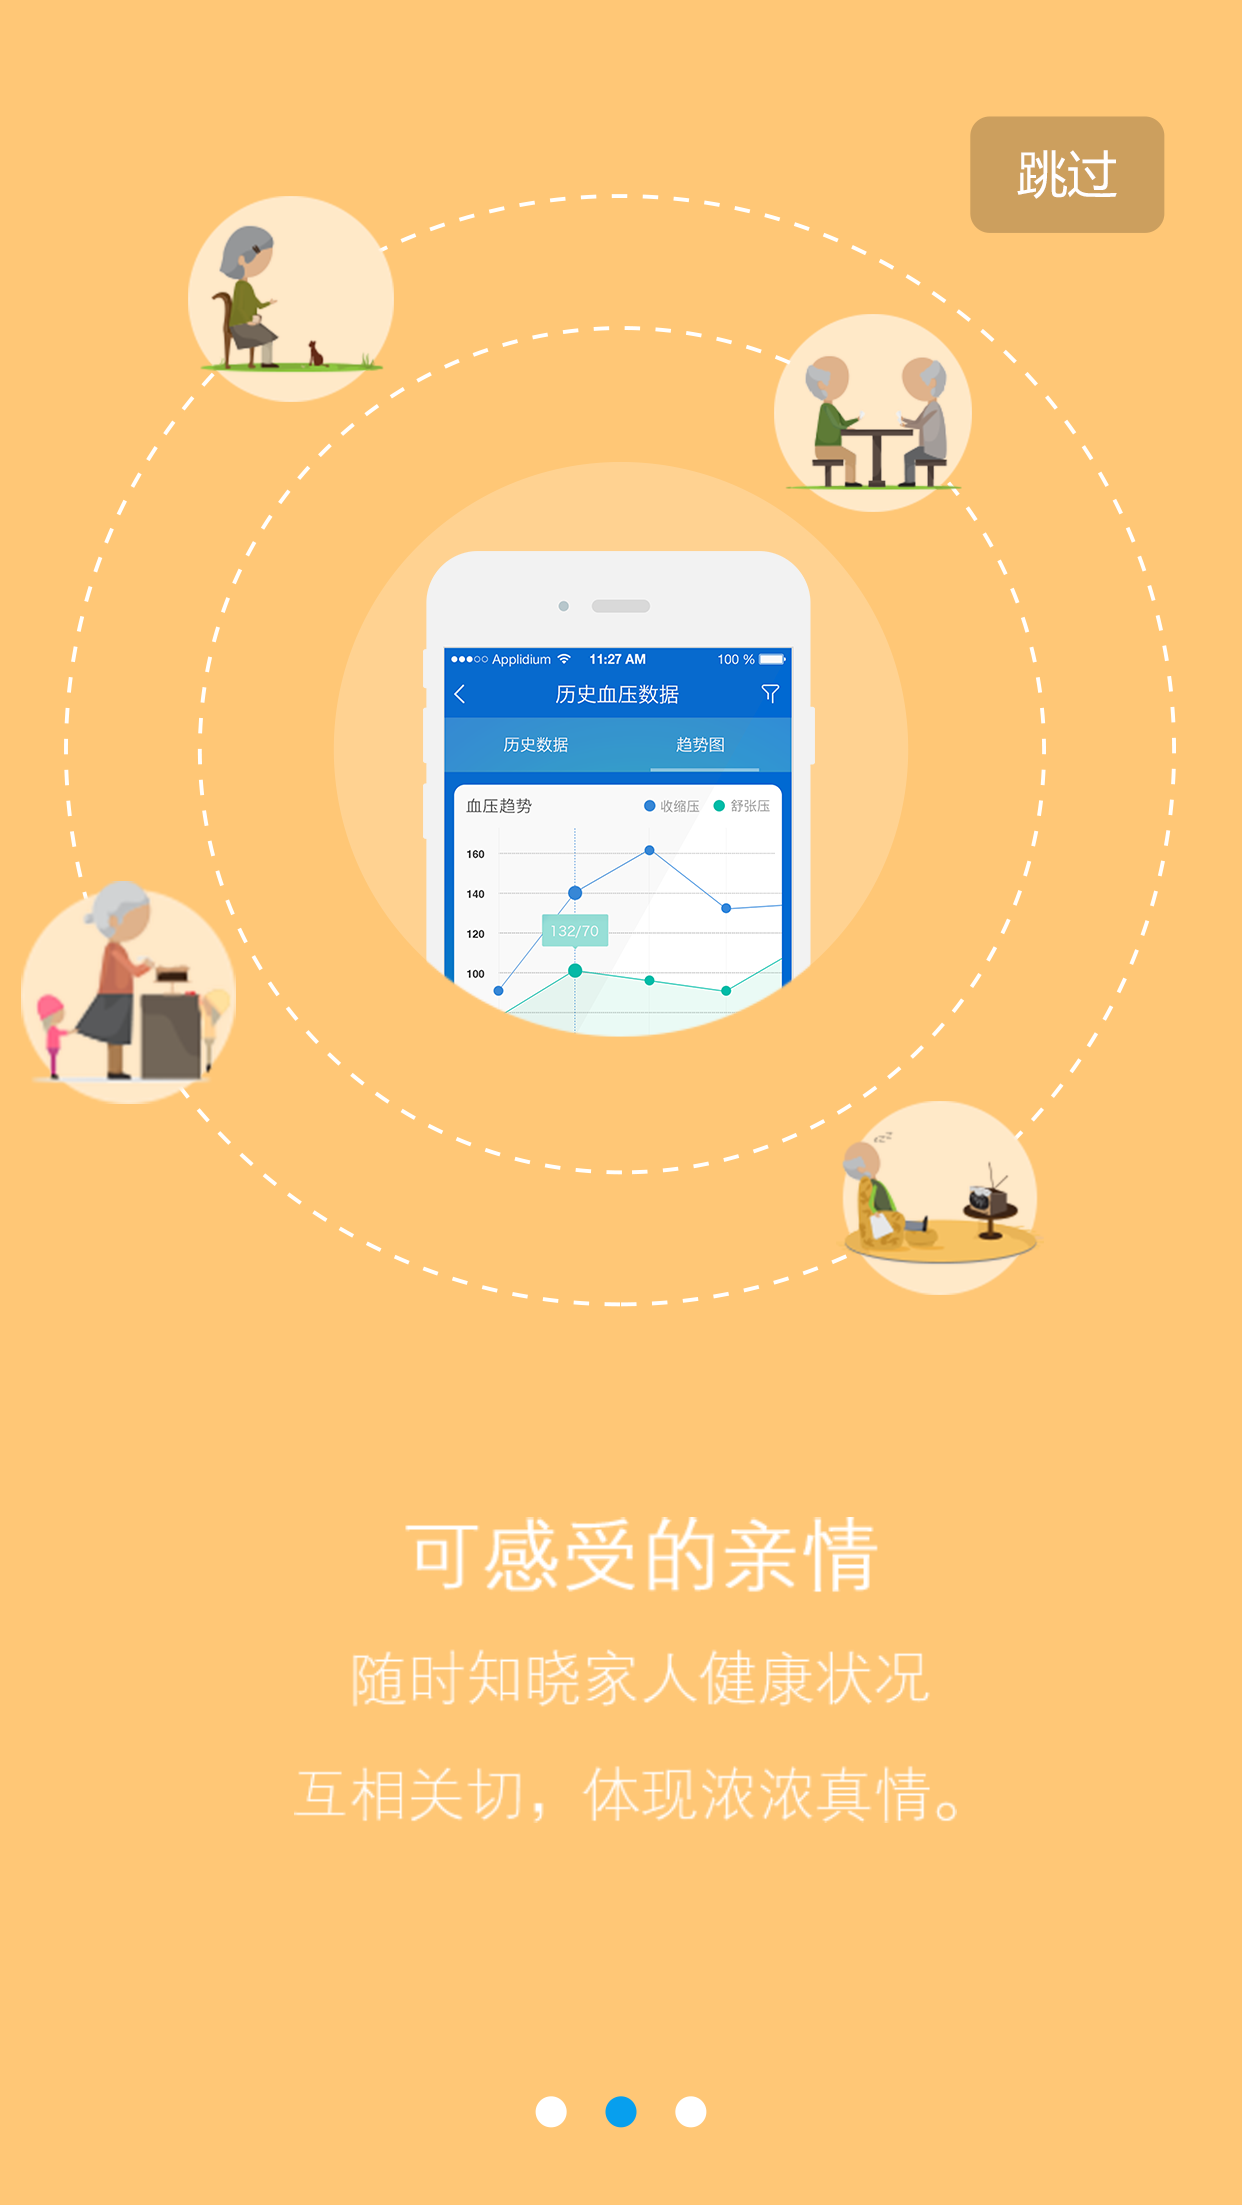 跳过
Applidium 11:27 AM 100 %
历史血压数据
历史数据 趋势图
血压趋势 收缩压 舒张压
160
140
132/70
120
100
可感受的亲情
随时知晓家人健康状况
互相关切，体现浓浓真情。